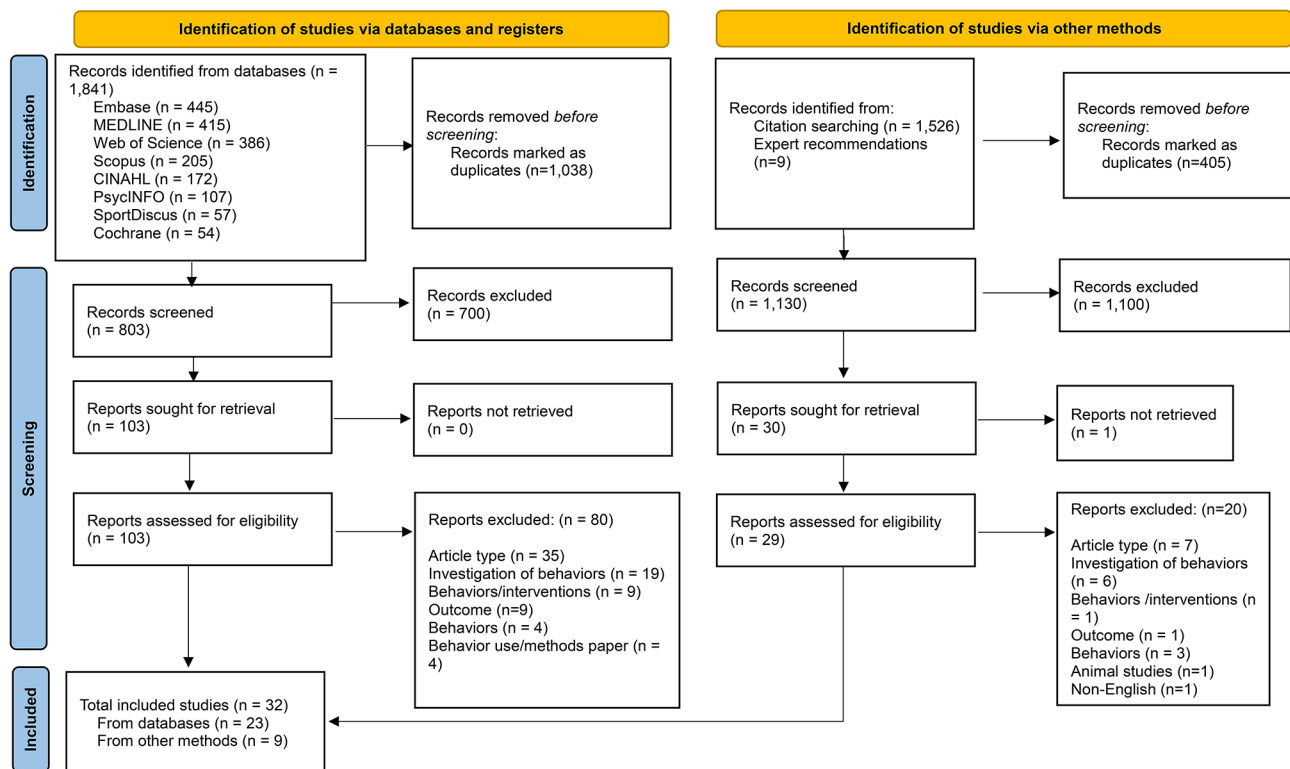 Identification of studies via databases and registers
Identification of studies via other methods
Identification
Records identified from databases (n =
1,841)
Embase (n = 445)
MEDLINE (n = 415)
Web of Science (n = 386)
Scopus (n = 205)
CINAHL (n = 172)
PsycINFO (n = 107)
SportDiscus (n = 57)
Cochrane (n = 54)
Records removed before
screening:
Records marked as
duplicates (n=1,038)
Records identified from:
Citation searching (n = 1,526)
Expert recommendations
(n=9)
Records removed before
screening:
Records marked as
duplicates (n=405)
Screening
Records screened
(n = 803)
Records excluded
(n = 700)
Records screened
(n = 1,130)
Records excluded
(n = 1,100)
Reports sought for retrieval
(n = 103)
Reports not retrieved
(n = 0)
Reports sought for retrieval
(n = 30)
Reports not retrieved
(n = 1)
Reports assessed for eligibility
(n = 103)
Reports excluded: (n = 80)
Article type (n = 35)
Investigation of behaviors (n = 19)
Behaviors/interventions (n = 9)
Outcome (n=9)
Behaviors (n = 4)
Behavior use/methods paper (n =
4)
Reports assessed for eligibility
(n = 29)
Reports excluded: (n=20)
Article type (n = 7)
Investigation of behaviors
(n = 6)
Behaviors /interventions (n
= 1)
Outcome (n = 1)
Behaviors (n = 3)
Animal studies (n=1)
Non-English (n=1)
Included
Total included studies (n = 32)
From databases (n = 23)
From other methods (n = 9)